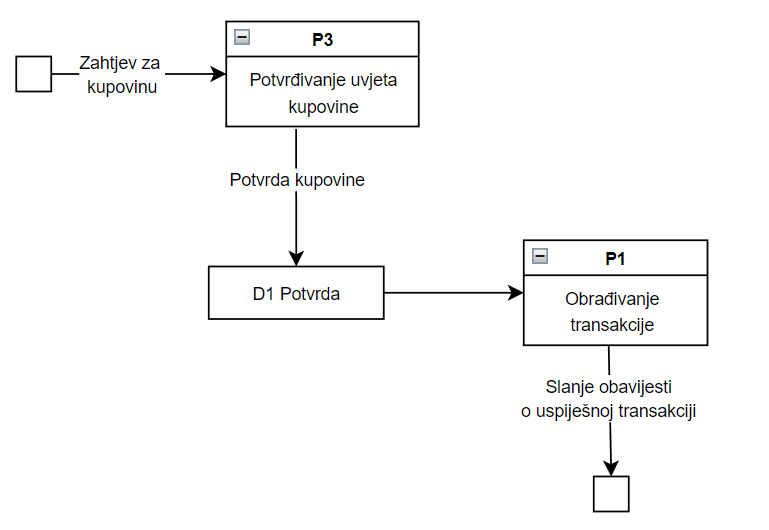 P3
Zahtjev za
kupovinu
Potvrđivanje uvjeta
kupovine
Potvrda kupovine
D1 Potvrda
P1
Obrađivanje
transakcije
Slanje obavijesti
o uspiješnoj transakciji